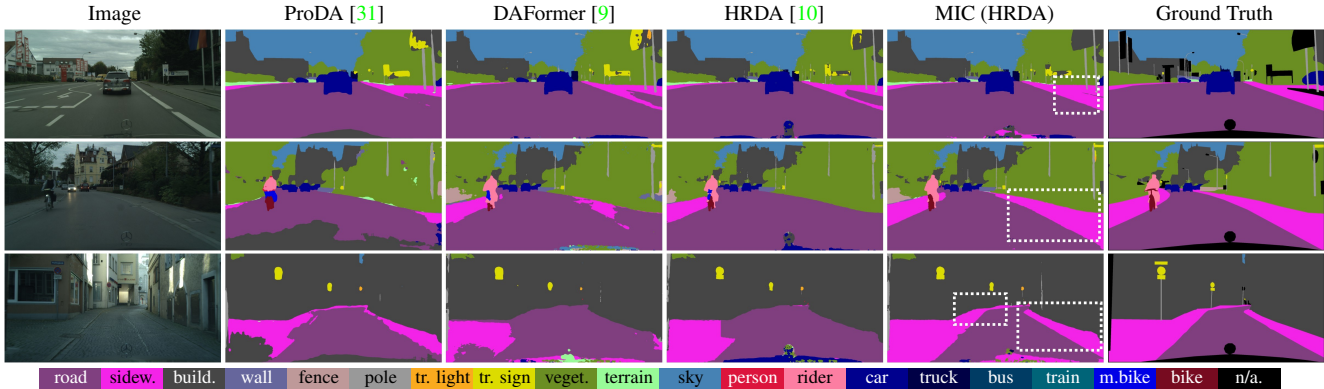 Image ProDA [31] DAFormer [9] HRDA [10] MIC (HRDA) Ground Truth
road sidew. build. wall fence pole tr. light tr. sign veget. terrain sky person rider car truck bus train m.bike bike n/a.